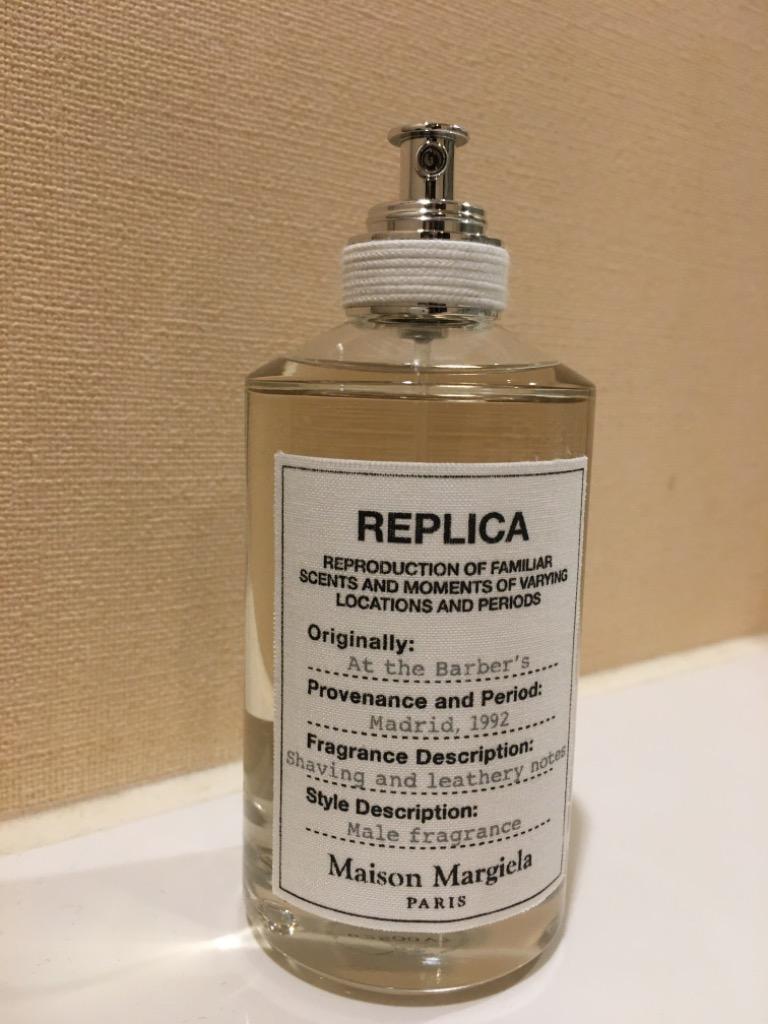 REPLICA
REPRODUCTION OF FAMILIAR
SCENTS AND MOMENTS OF VARYING
LOCATIONS AND PERIODS
Originally:
At the Barber's
Provenance and Period:
Madrid, 1992
Fragrance Description:
Shaving and leathery notes
Style Description:
Male fragrance
Maison Margiela
PARIS